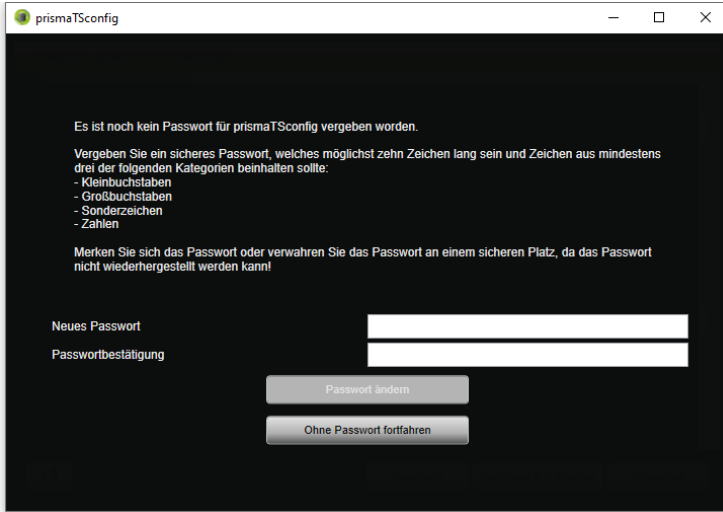 prismaTSconfig
Es ist noch kein Passwort für prismaTSconfig vergeben worden.
Vergeben Sie ein sicheres Passwort, welches möglichst zehn Zeichen lang sein und Zeichen aus mindestens
drei der folgenden Kategorien beinhalten sollte:
- Kleinbuchstaben
- Großbuchstaben
- Sonderzeichen
- Zahlen
Merken Sie sich das Passwort oder verwahren Sie das Passwort an einem sicheren Platz, da das Passwort
nicht wiederhergestellt werden kann!
Neues Passwort
Passwortbestätigung
Passwort ändern
Ohne Passwort fortfahren